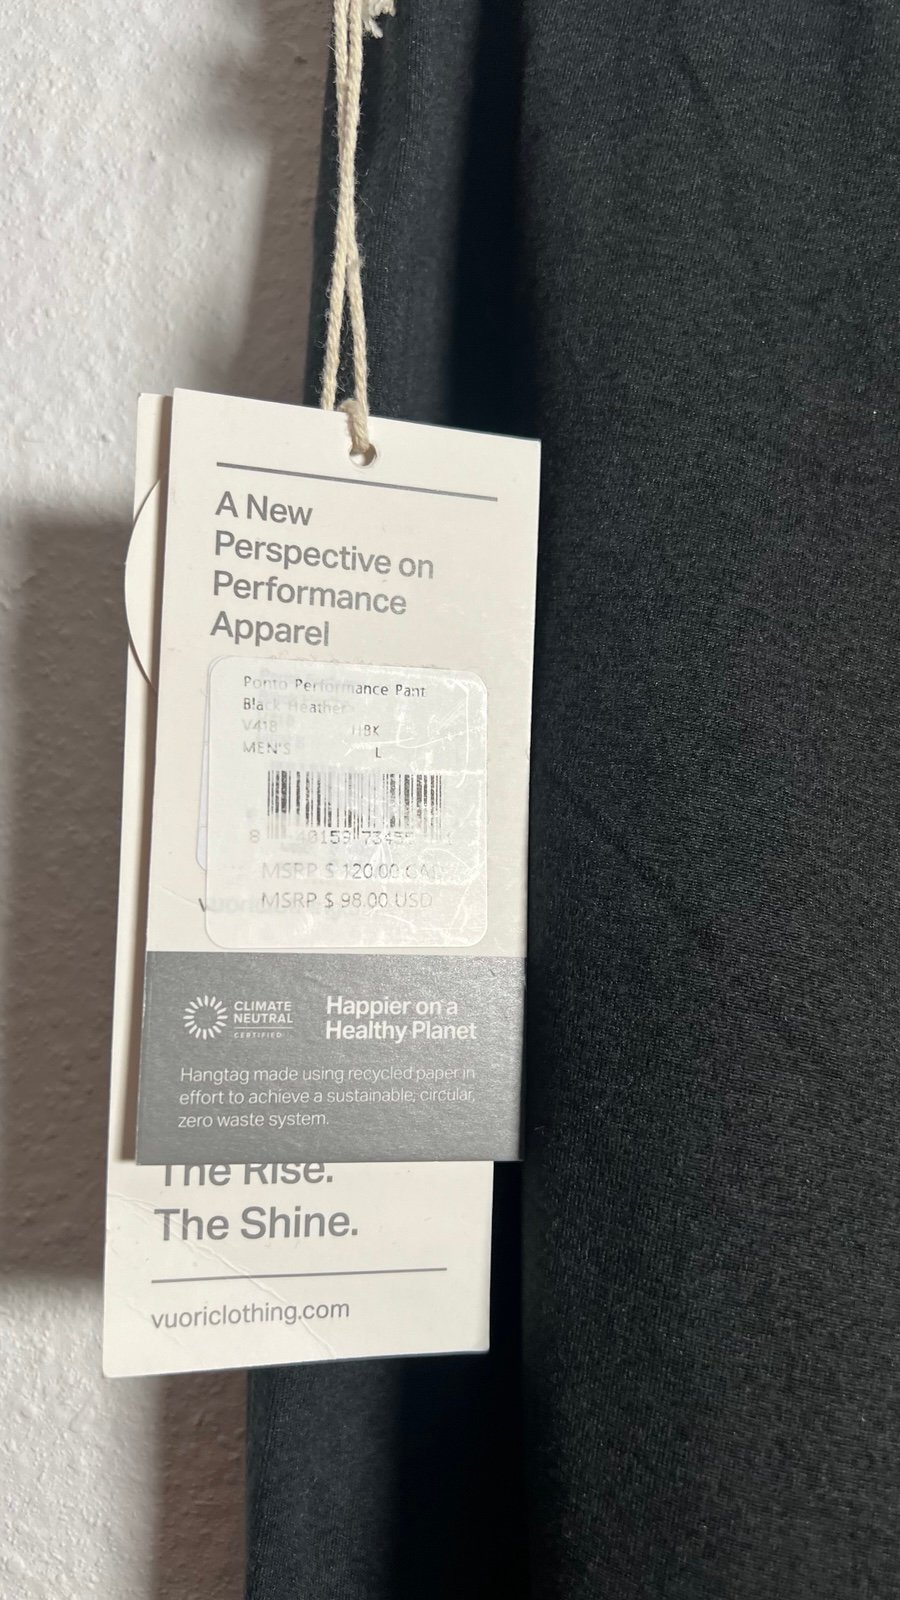 A New
Perspective on
Performance
Apparel
Ponto Performance Pant
Black Heather
V418 HBK
MEN'S L
MSRP $ 120.00
MSRP $ 98.00 USD
CLIMATE
NEUTRAL
CERTIFIED
Happier on a
Healthy Planet
Hangtag made using recycled paper in
effort to achieve a sustainable, circular,
zero waste system.
The Rise.
The Shine.
vuoriclothing.com